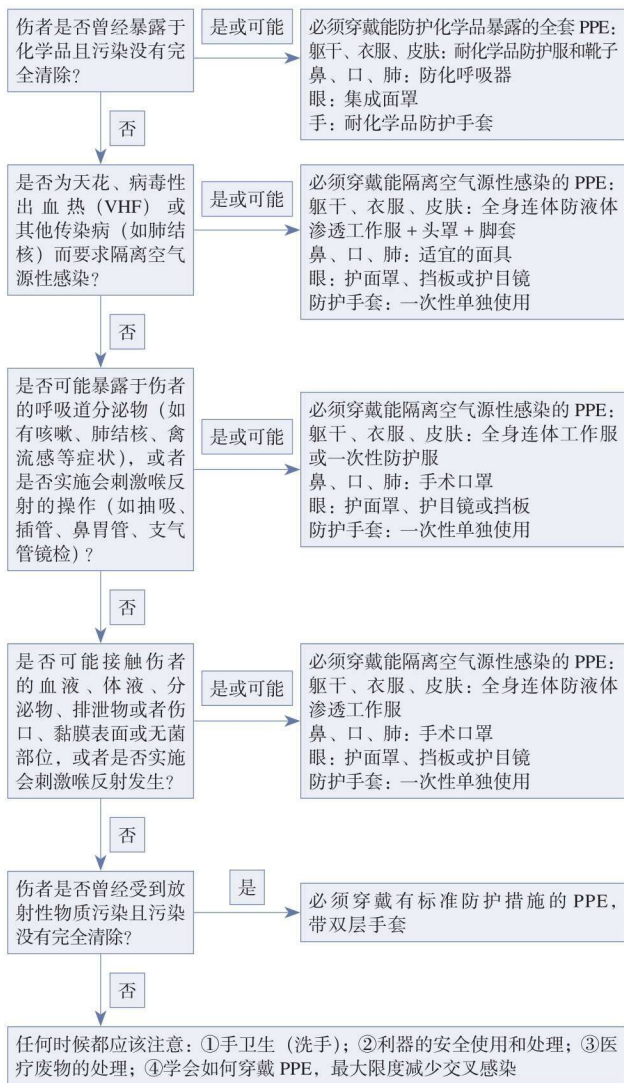 伤者是否曾经暴露于
化学品且污染没有完
全清除?
是或可能
必须穿戴能防护化学品暴露的全套 PPE:
躯干、衣服、皮肤: 耐化学品防护服和靴子
鼻、口、肺: 防化呼吸器
眼: 集成面罩
手: 耐化学品防护手套
否
是否为天花、病毒性
出血热 (VHF) 或
其他传染病 (如肺结
核) 而要求隔离空气
源性感染?
是或可能
必须穿戴能隔离空气源性感染的 PPE:
躯干、衣服、皮肤: 全身连体防液体
渗透工作服 + 头罩 + 脚套
鼻、口、肺: 适宜的面具
眼: 护面罩、挡板或护目镜
防护手套: 一次性单独使用
否
是否可能暴露于伤者
的呼吸道分泌物 (如
有咳嗽、肺结核、禽
流感等症状), 或者
是否实施会刺激喉反
射的操作 (如抽吸、
插管、鼻胃管、支气
管镜检) ?
是或可能
必须穿戴能隔离空气源性感染的 PPE:
躯干、衣服、皮肤: 全身连体工作服
或一次性防护服
鼻、口、肺: 手术口罩
眼: 护面罩、护目镜或挡板
防护手套: 一次性单独使用
否
是否可能接触伤者
的血液、体液、分
泌物、排泄物或者伤
口、黏膜表面或无菌
部位, 或者是否实施
会刺激喉反射发生?
是或可能
必须穿戴能隔离空气源性感染的 PPE:
躯干、衣服、皮肤: 全身连体防液体
渗透工作服
鼻、口、肺: 手术口罩
眼: 护面罩、挡板或护目镜
防护手套: 一次性单独使用
否
伤者是否曾经受到放
射性物质污染且污染
没有完全清除?
是
必须穿戴有标准防护措施的 PPE,
带双层手套
否
任何时候都应该注意: ①手卫生 (洗手); ②利器的安全使用和处理; ③医
疗废物的处理; ④学会如何穿戴 PPE, 最大限度减少交叉感染